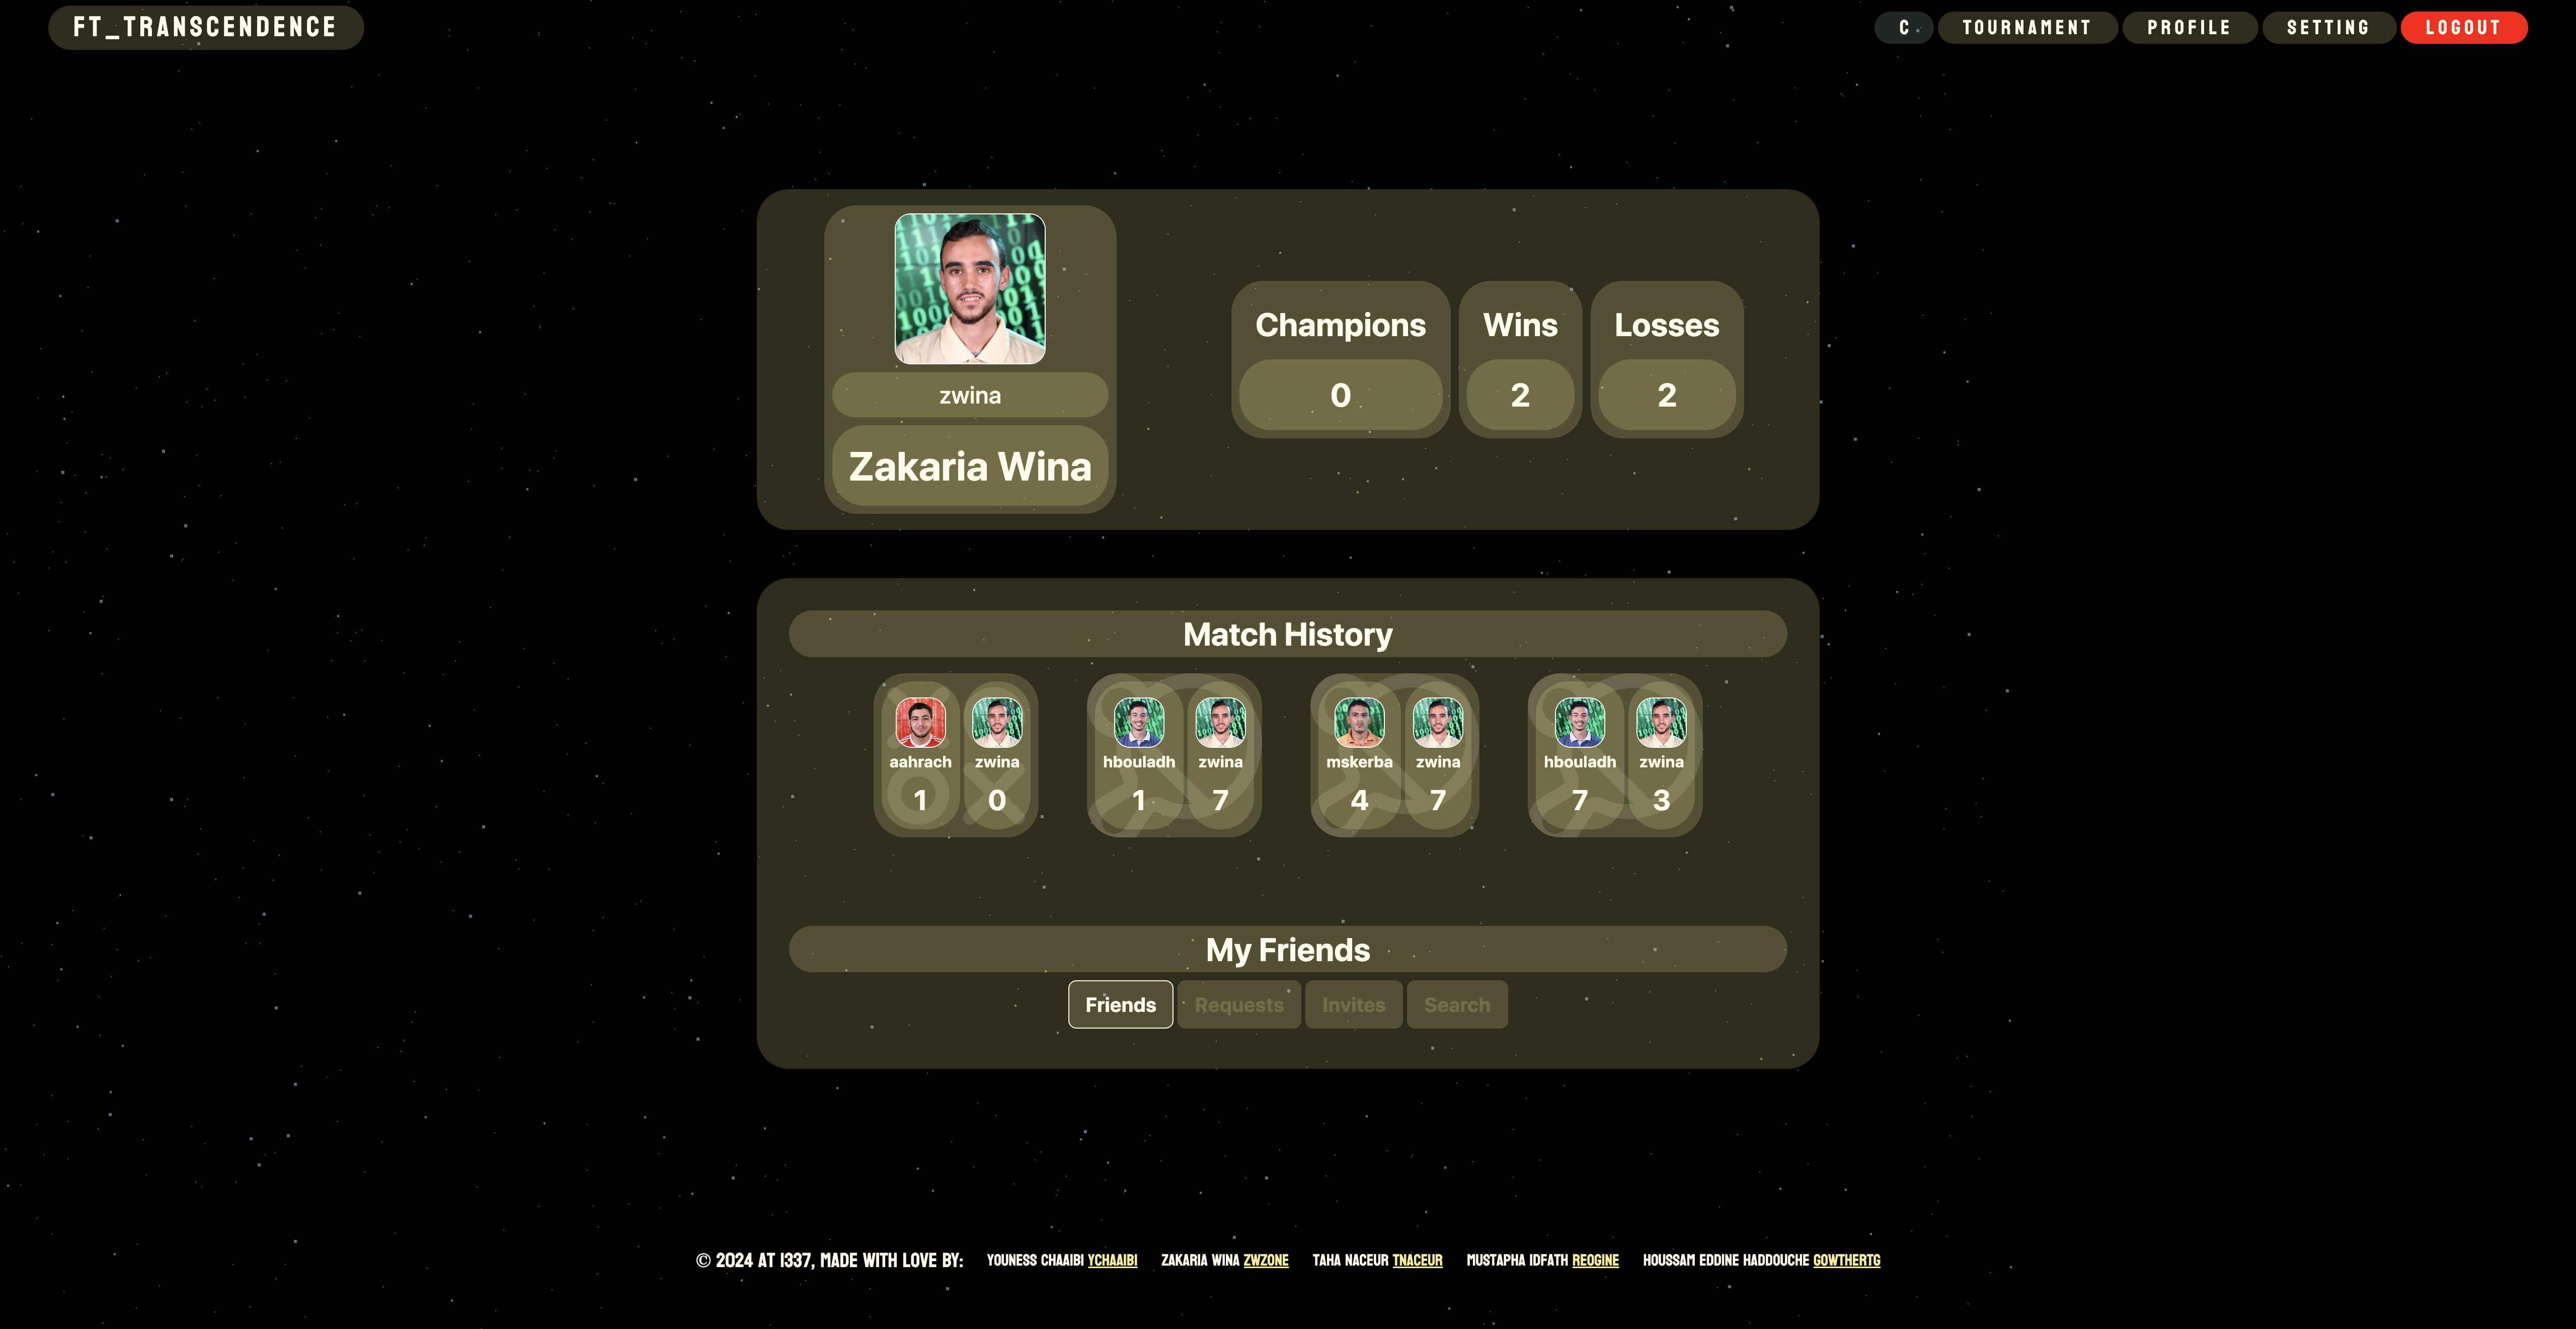 FT_TRANSCENDENCE
C TOURNAMENT PROFILE SETTING LOGOUT
zwina
Zakaria Wina
Champions Wins Losses
0 2 2
Match History
aahrach zwina hbouladh zwina mskerba zwina hbouladh zwina
1 0 1 7 4 7 7 3
My Friends
Friends Requests Invites Search
© 2024 AT 1337, MADE WITH LOVE BY: YOUNESS CHAAIBI YCHAAIBI ZAKARIA WINA ZWZONE TAHA NACEUR TNACEUR MUSTAPHA IDFATH REOGINE HOUSSAM EDDINE HADDOUCHE GOWTHERTG